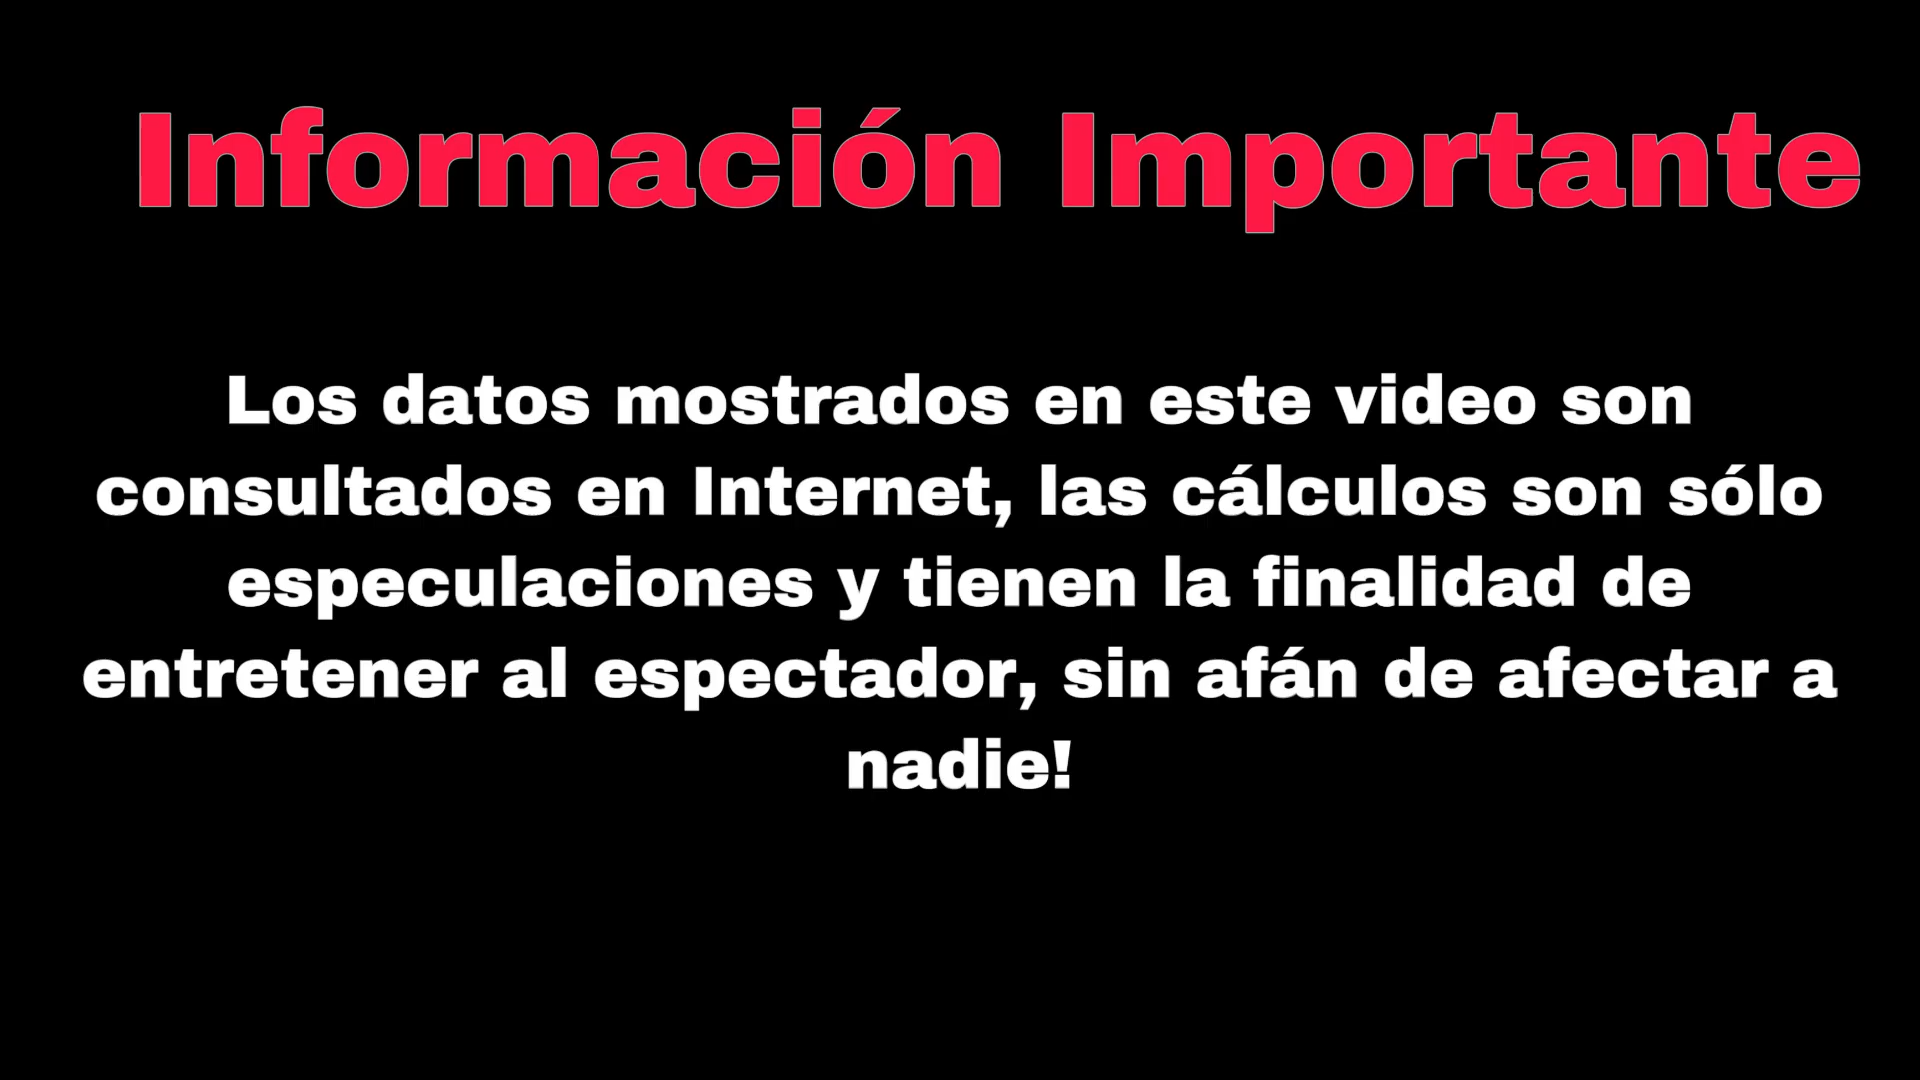 Información Importante
Los datos mostrados en este video son
consultados en Internet, las cálculos son sólo
especulaciones y tienen la finalidad de
entretener al espectador, sin afán de afectar a
nadie!